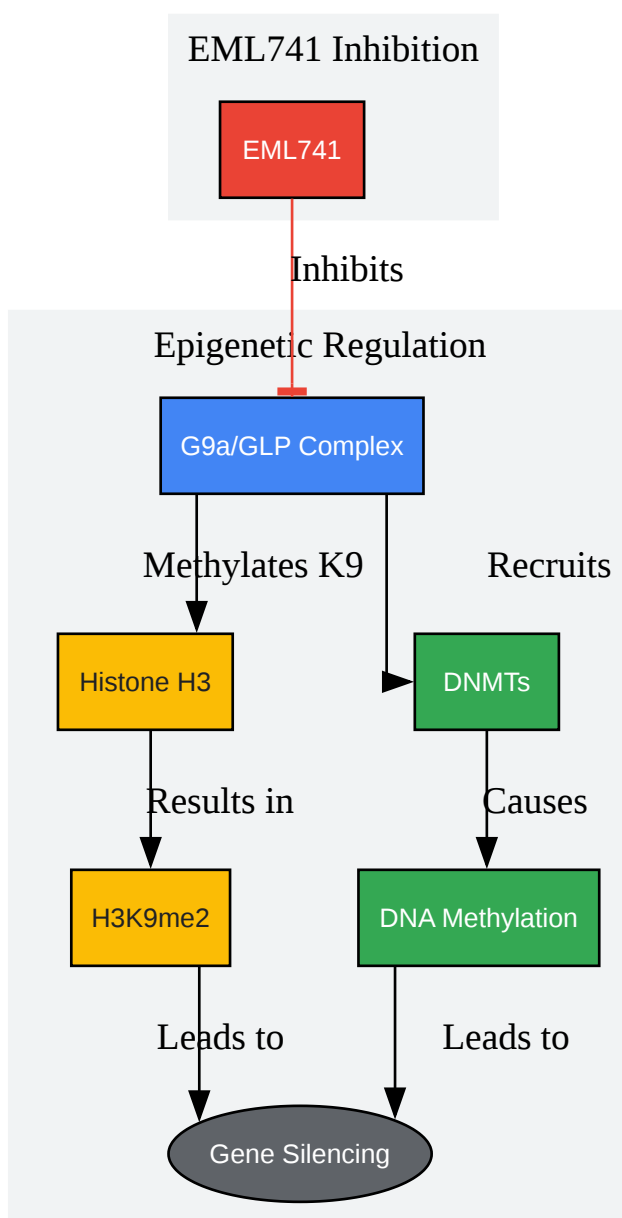 EML741 Inhibition
EML741
Inhibits
Epigenetic Regulation
G9a/GLP Complex
Methylates K9
Recruits
Histone H3
DNMTs
Results in
Causes
H3K9me2
DNA Methylation
Leads to
Leads to
Gene Silencing